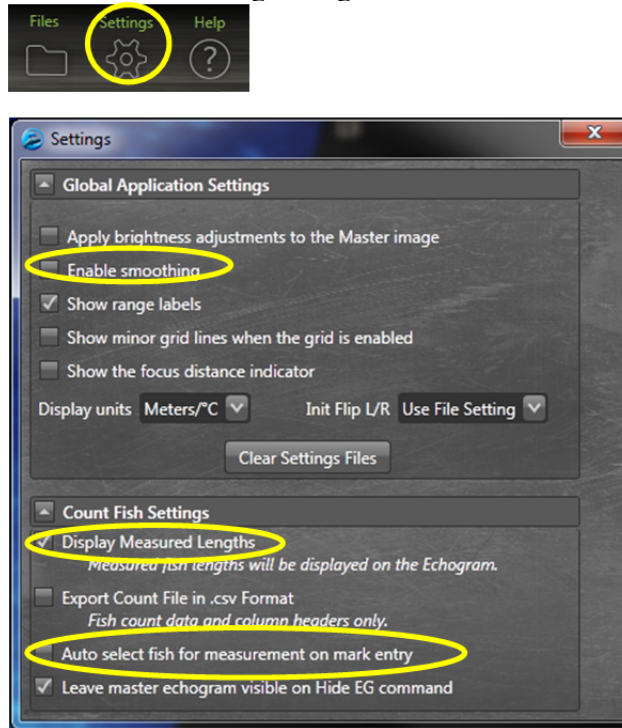 Files Settings Help
?
Settings
x
Global Application Settings
Apply brightness adjustments to the Master image
Enable smoothing
Show range labels
Show minor grid lines when the grid is enabled
Show the focus distance indicator
Display units Meters/°C Init Flip L/R Use File Setting
Clear Settings Files
Count Fish Settings
Display Measured Lengths
Measured fish lengths will be displayed on the Echogram.
Export Count File in .csv Format
Fish count data and column headers only.
Auto select fish for measurement on mark entry
Leave master echogram visible on Hide EG command